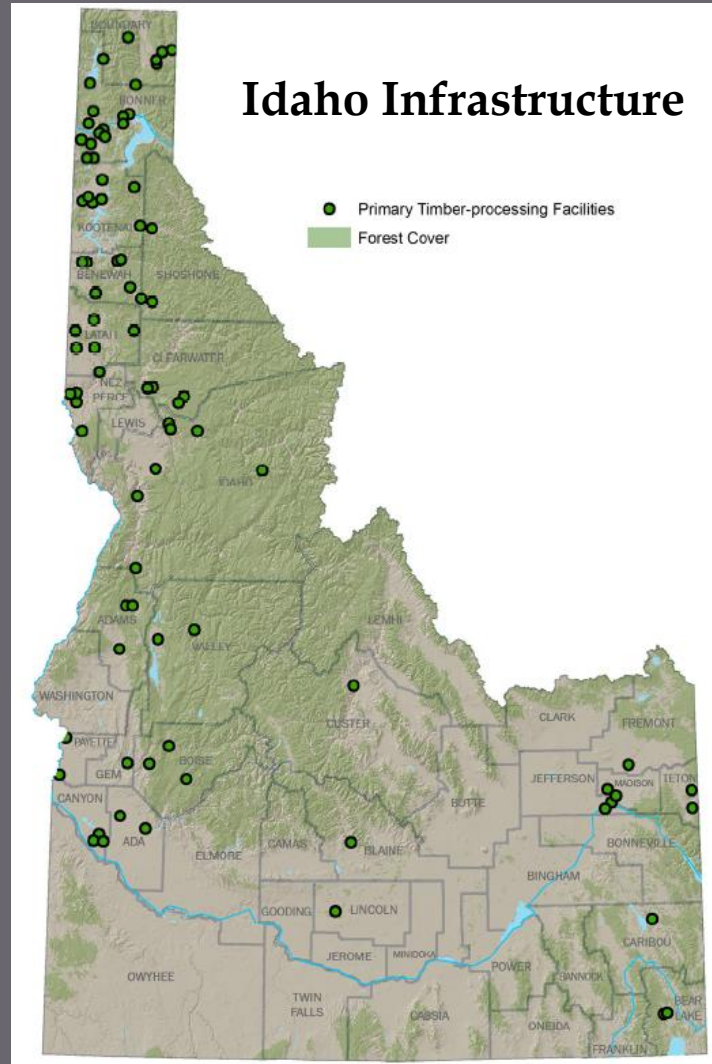 BOUNDARY
Idaho Infrastructure
BONNER
Primary Timber-processing Facilities
Forest Cover
KOOTENAI
BENEWAH
SHOSHONE
LATAH
CLEARWATER
NEZ
PERCE
LEWIS
IDAHO
LEMHI
ADAMS
VALLEY
WASHINGTON
CUSTER
CLARK
FREMONT
PAYETTE
BOISE
GEM
JEFFERSON
MADISON
TETON
CANYON
BUTTE
ADA
BONNEVILLE
ELMORE
CAMAS
BLAINE
BINGHAM
GOODING
LINCOLN
CARIBOU
JEROME
MINIDOKA
POWER
OWYHEE
BANNOCK
TWIN
FALLS
BEAR
LAKE
CASSIA
ONEIDA
FRANKLIN